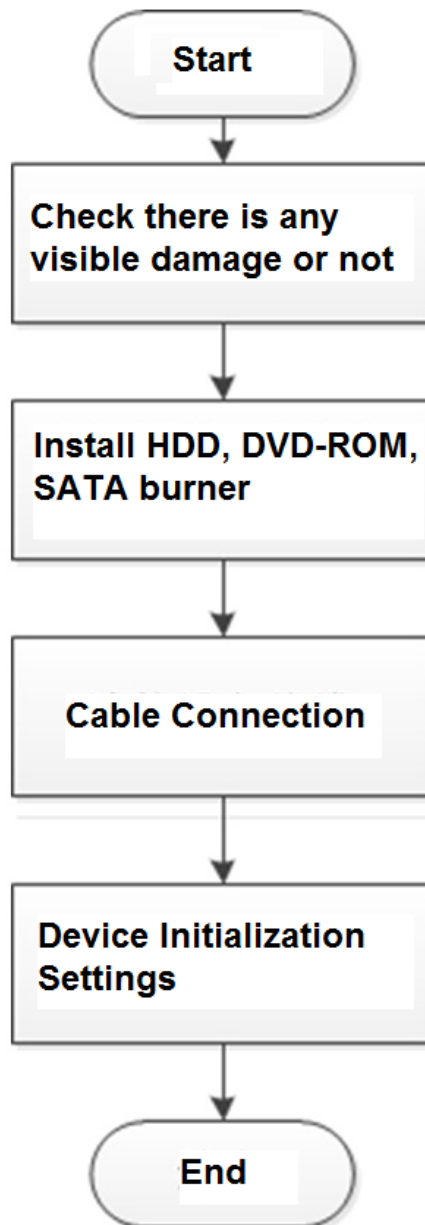 Start
Check there is any
visible damage or not
Install HDD, DVD-ROM,
SATA burner
Cable Connection
Device Initialization
Settings
End